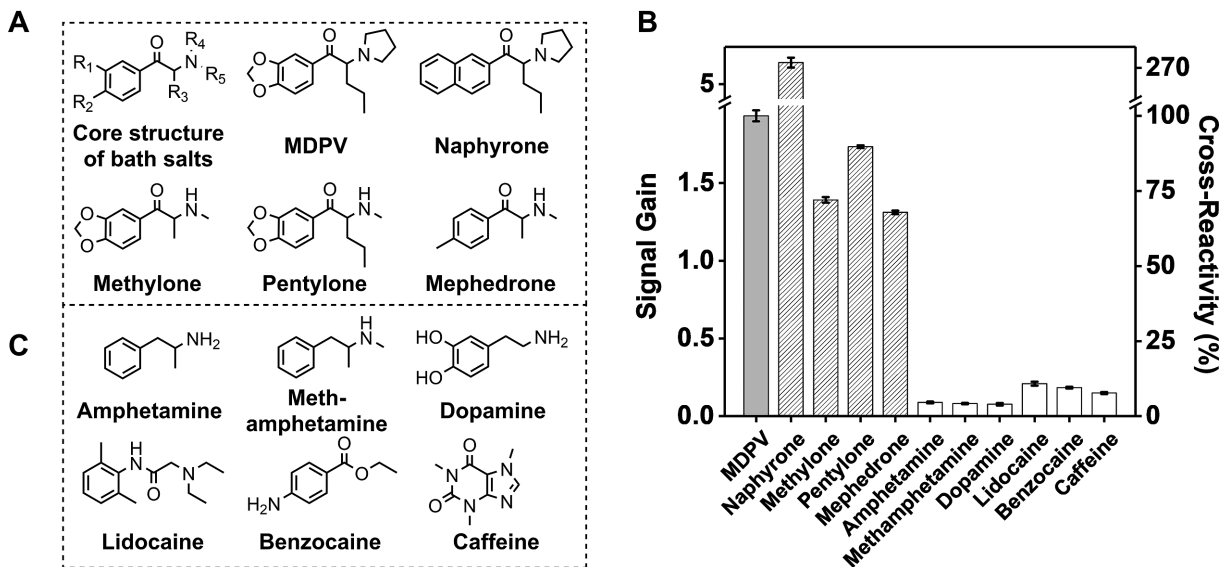 A
O
R4
R1
N
R5
R2
R3
Core structure
of bath salts
O
N
O
O
MDPV
O
N
Naphyrone
O
H
N
O
O
Methylone
O
H
N
O
O
Pentylone
O
H
N
Mephedrone
C
NH2
Amphetamine
H
N
Meth-
amphetamine
HO
HO
NH2
Dopamine
H
N
O
N
Lidocaine
O
O
H2N
Benzocaine
O
N
N
O
N
N
Caffeine
B
Signal Gain
5
1.5
1.0
0.5
0.0
Cross-Reactivity (%)
270
100
75
50
25
0
MDPV
Naphyrone
Methylone
Pentylone
Mephedrone
Amphetamine
Methamphetamine
Dopamine
Lidocaine
Benzocaine
Caffeine